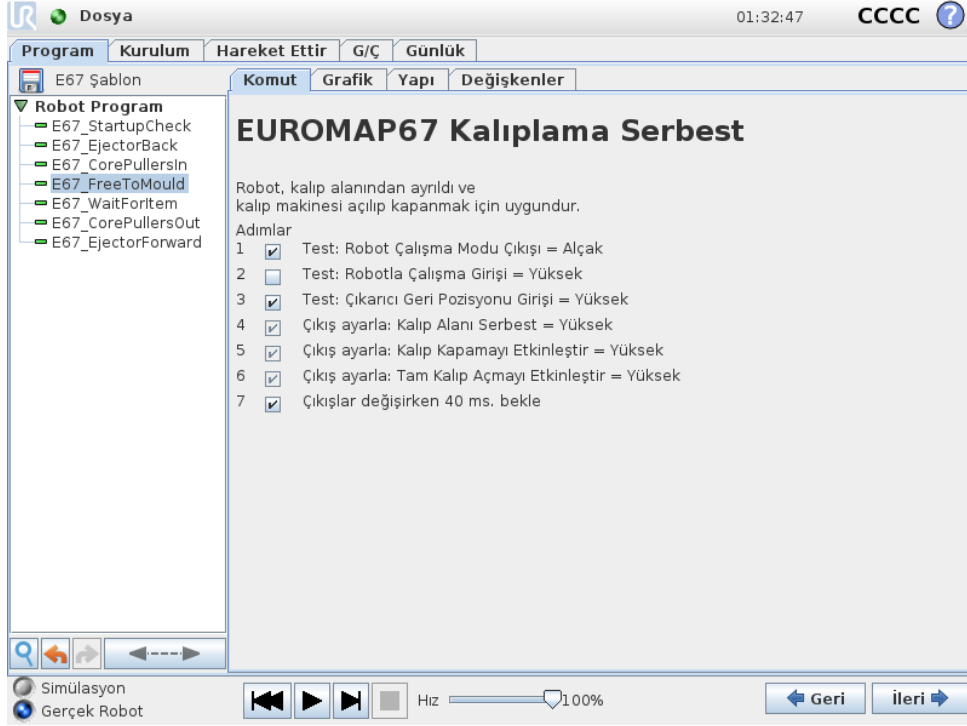 UR Dosya 01:32:47 CCCC ?
Program Kurulum Hareket Ettir G/Ç Günlük
E67 Şablon Komut Grafik Yapı Değişkenler
Robot Program
E67_StartupCheck
E67_EjectorBack
E67_CorePullersIn
E67_FreeToMould
E67_WaitForItem
E67_CorePullersOut
E67_EjectorForward
EUROMAP67 Kalıplama Serbest
Robot, kalıp alanından ayrıldı ve
kalıp makinesi açılıp kapanmak için uygundur.
Adımlar
1 Test: Robot Çalışma Modu Çıkışı = Alçak
2 Test: Robotla Çalışma Girişi = Yüksek
3 Test: Çıkarıcı Geri Pozisyonu Girişi = Yüksek
4 Çıkış ayarla: Kalıp Alanı Serbest = Yüksek
5 Çıkış ayarla: Kalıp Kapamayı Etkinleştir = Yüksek
6 Çıkış ayarla: Tam Kalıp Açmayı Etkinleştir = Yüksek
7 Çıkışlar değişirken 40 ms. bekle
Simülasyon
Gerçek Robot
Hız 100%
Geri İleri